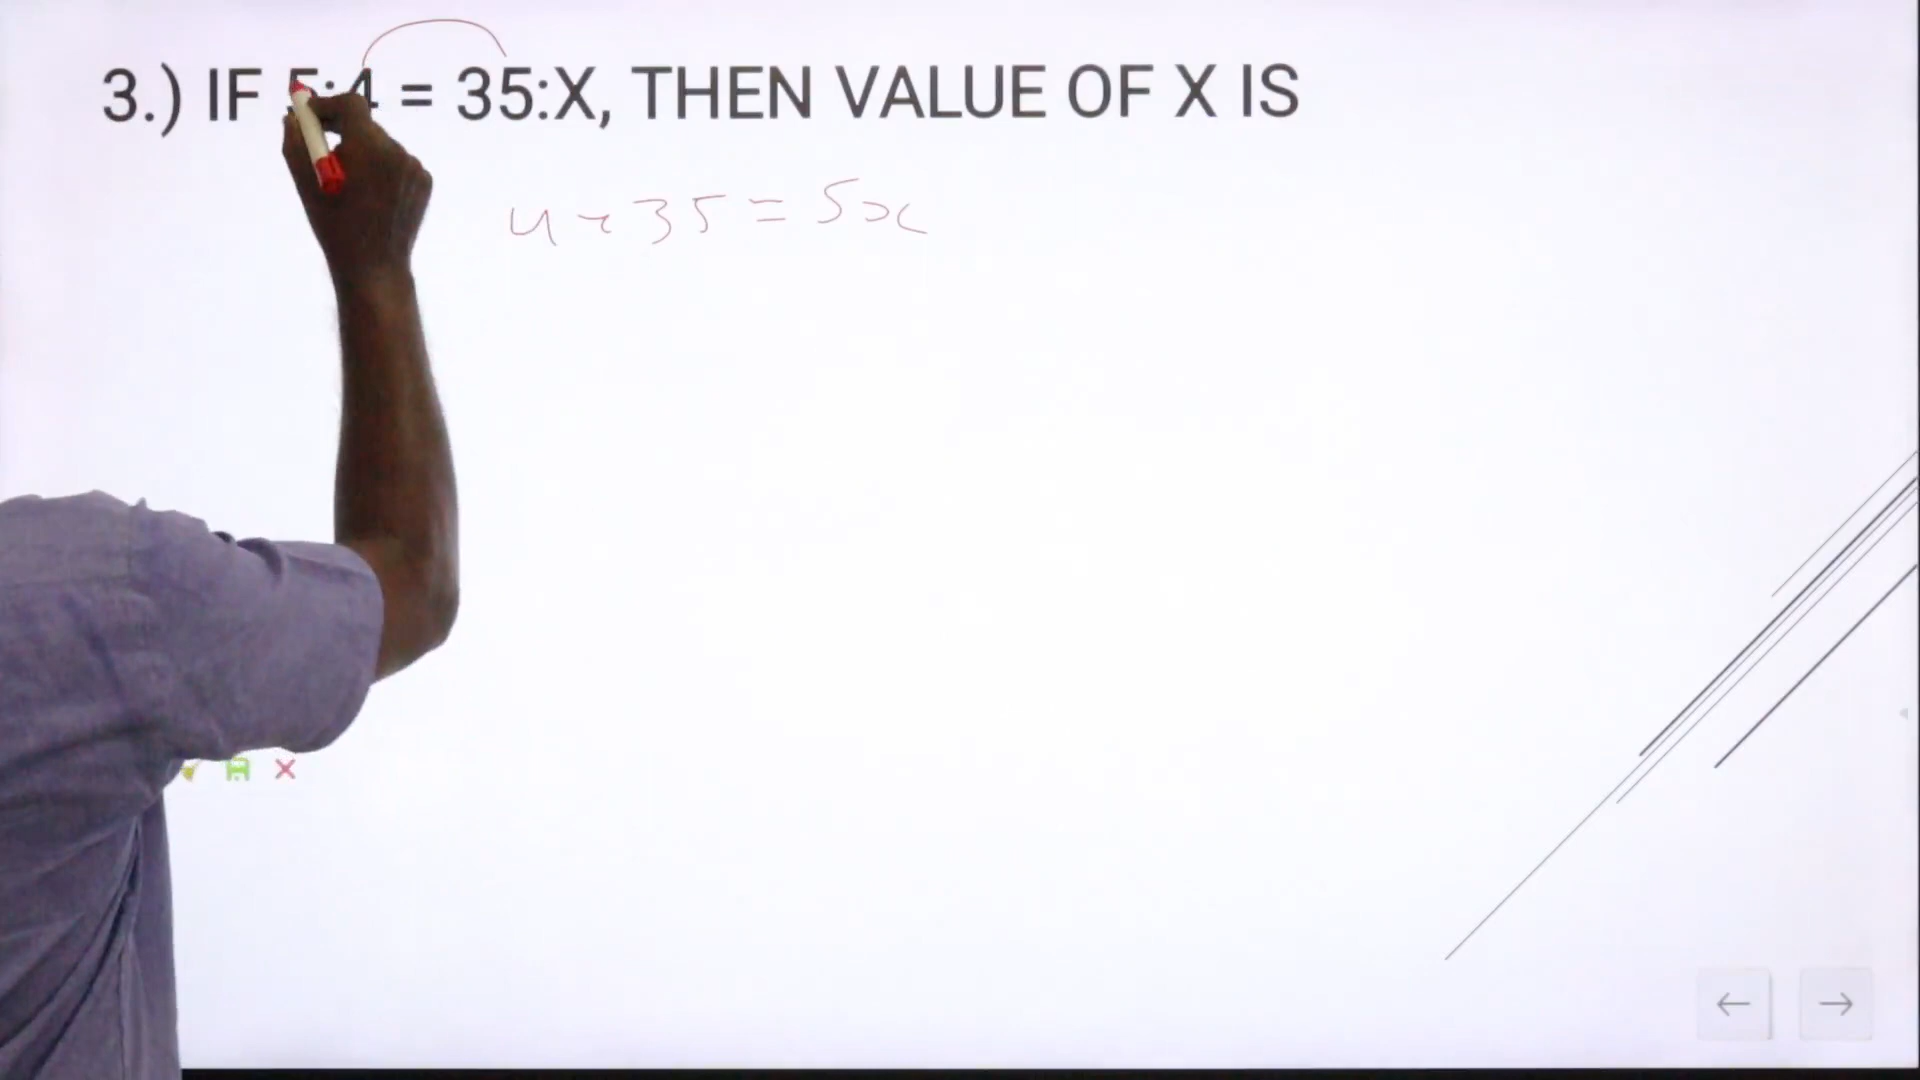 3.) IF 5:4 = 35:X, THEN VALUE OF X IS
4 × 35 = 5x